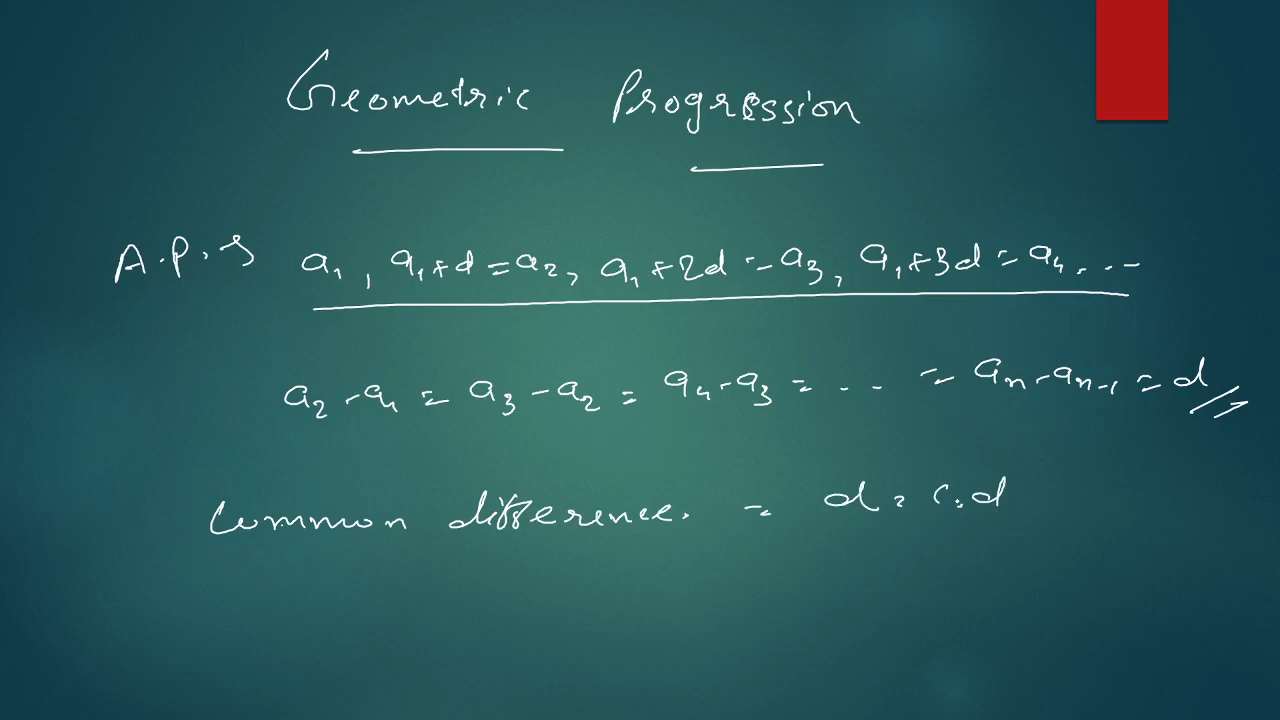 Geometric Progression
A.P.s a₁, a₁+d=a₂, a₁+2d=a₃, a₁+3d=a₄,...-
a₂-a₁ = a₃-a₂ = a₄-a₃ = ... = aₙ-aₙ₋₁ = d
Common difference. = d = c.d